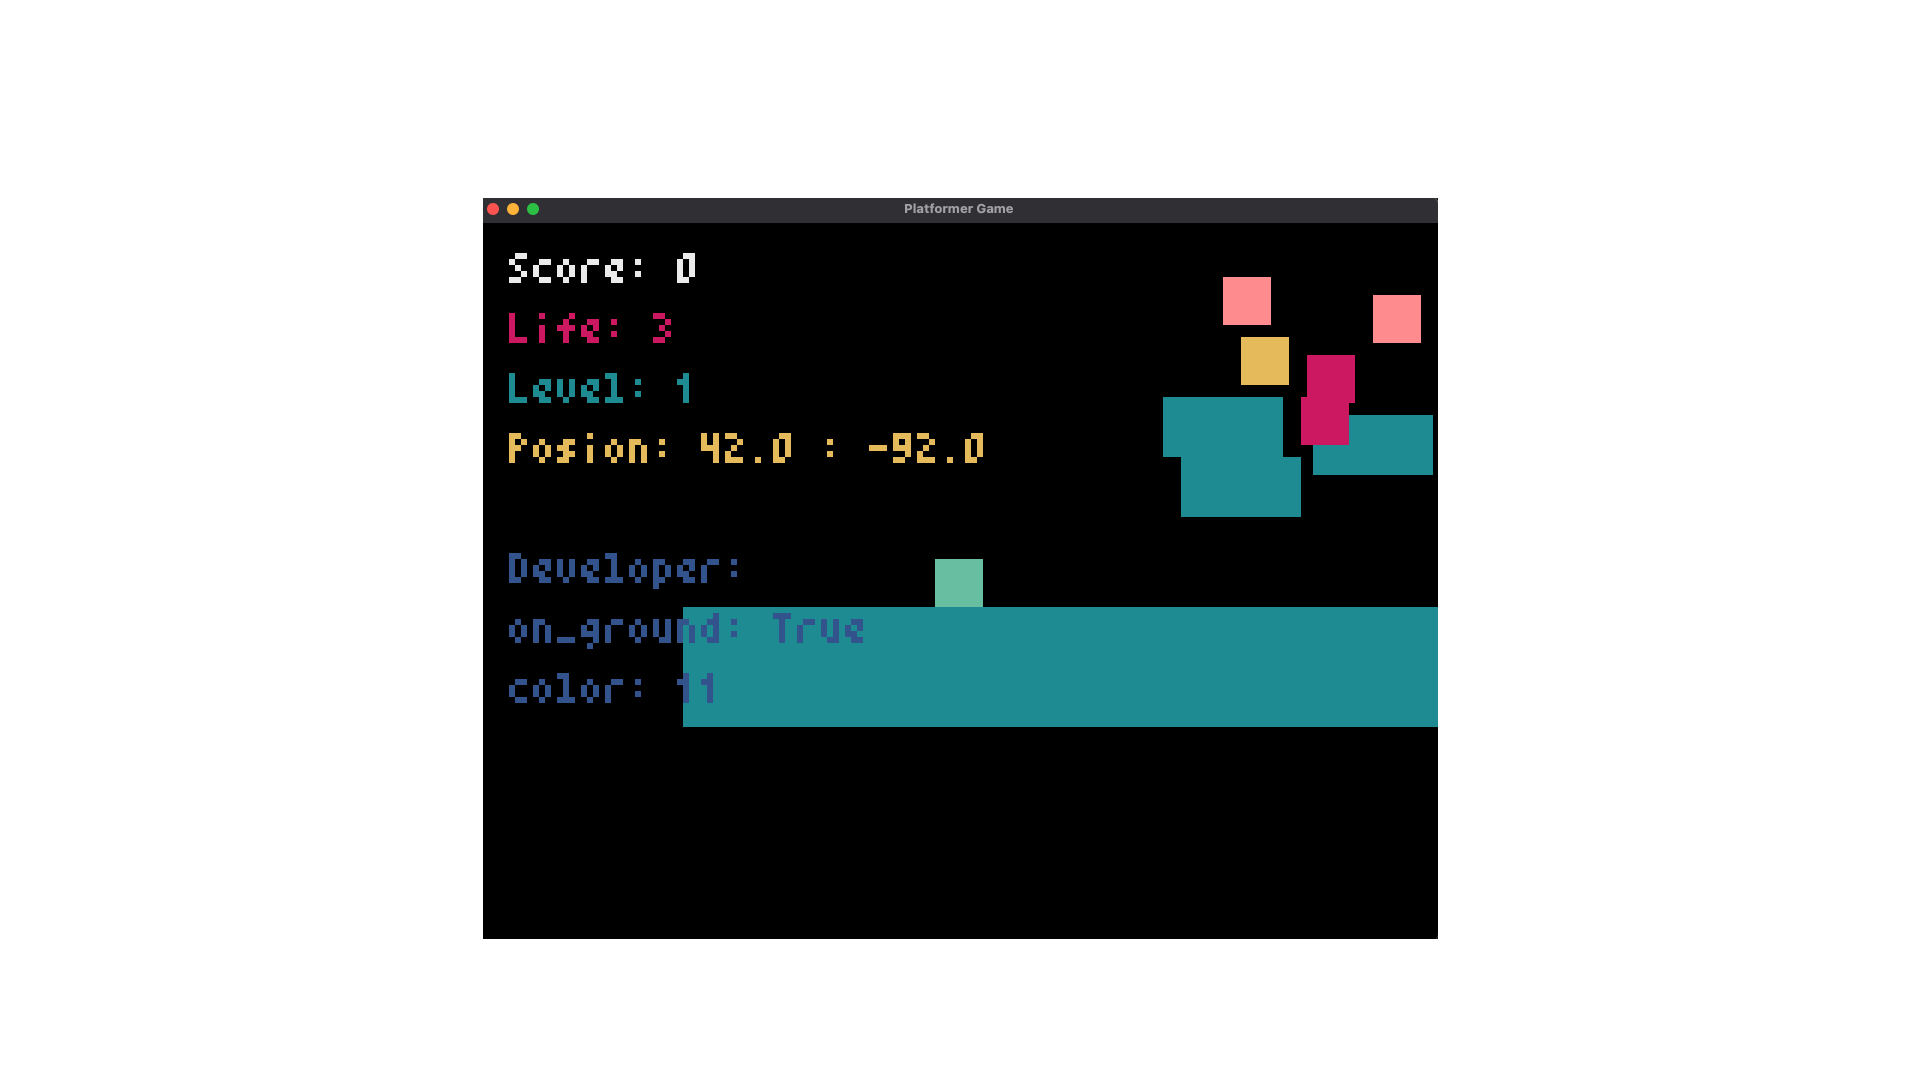 Platformer Game
Score: 0
Life: 3
Level: 1
Posion: 42.0 : -92.0
Developer:
on_ground: True
color: 11